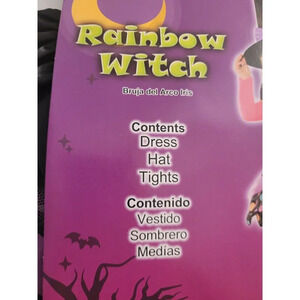 Rainbow
Witch
Bruja del Arco Iris
Contents
Dress
Hat
Tights
Contenido
Vestido
Sombrero
Medias